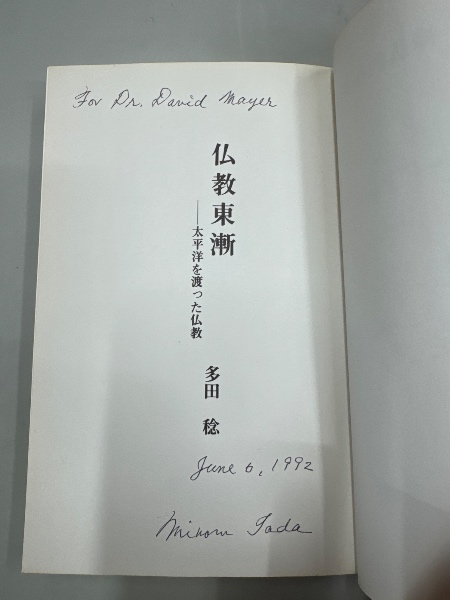 For Dr. David Mayer
仏教東漸
——太平洋を渡った仏教
多田 稔
June 6, 1992
Minoru Tada